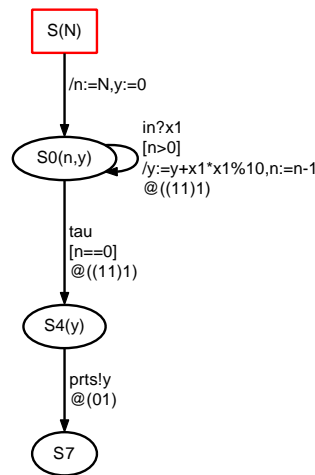 S(N)
/n:=N,y:=0
S0(n,y)
in?x1
[n>0]
/y:=y+x1*x1%10,n:=n-1
@((11)1)
tau
[n==0]
@((11)1)
S4(y)
prts!y
@(01)
S7